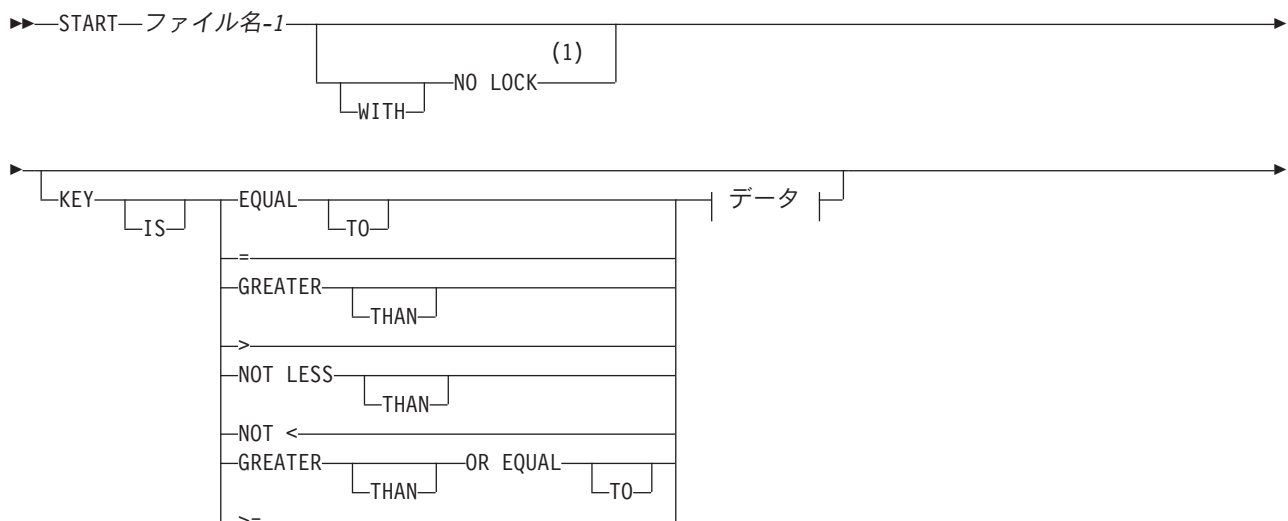 START ファイル名-1
(1)
NO LOCK
WITH
KEY
IS
EQUAL
TO
データ
=
GREATER
THAN
>
NOT LESS
THAN
NOT <
GREATER
THAN
OR EQUAL
TO
>=